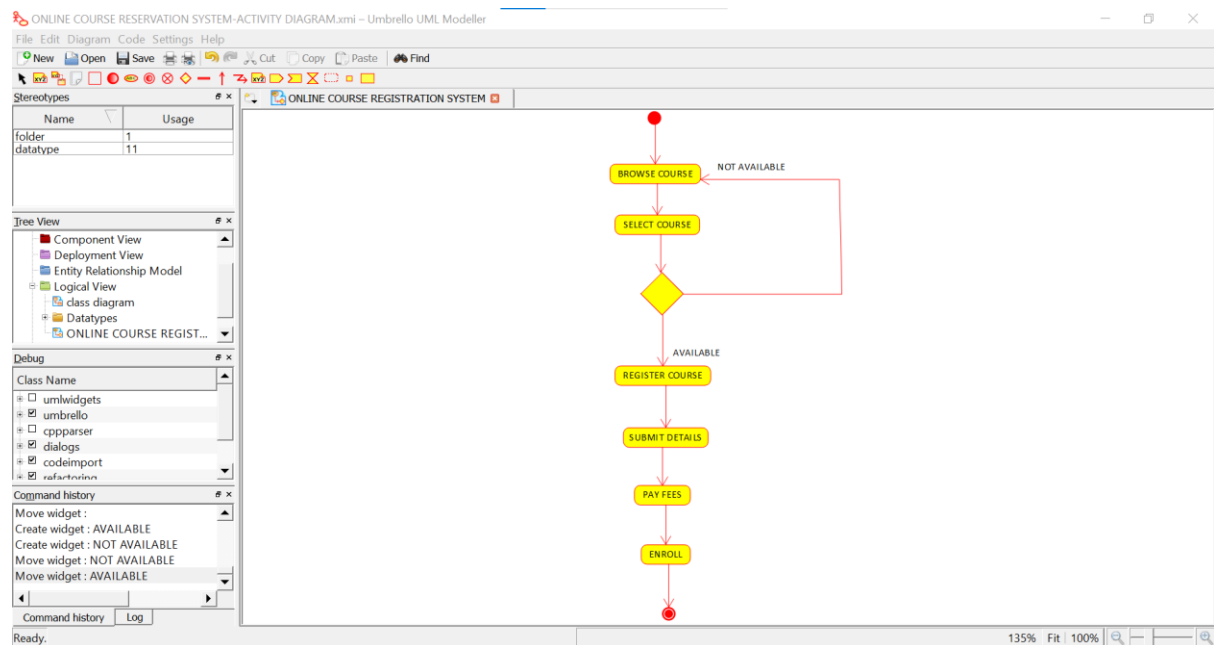 ONLINE COURSE RESERVATION SYSTEM-ACTIVITY DIAGRAM.xmi – Umbrello UML Modeller
File Edit Diagram Code Settings Help
New Open Save Cut Copy Paste Find
Stereotypes
Name Usage
folder 1
datatype 11
Tree View
Component View
Deployment View
Entity Relationship Model
Logical View
class diagram
Datatypes
ONLINE COURSE REGIST...
Debug
Class Name
umlwidgets
umbrello
cppparser
dialogs
codeimport
refactoring
Command history
Move widget :
Create widget : AVAILABLE
Create widget : NOT AVAILABLE
Move widget : NOT AVAILABLE
Move widget : AVAILABLE
Command history Log
Ready.
ONLINE COURSE REGISTRATION SYSTEM
BROWSE COURSE
NOT AVAILABLE
SELECT COURSE
AVAILABLE
REGISTER COURSE
SUBMIT DETAILS
PAY FEES
ENROLL
135% Fit 100%